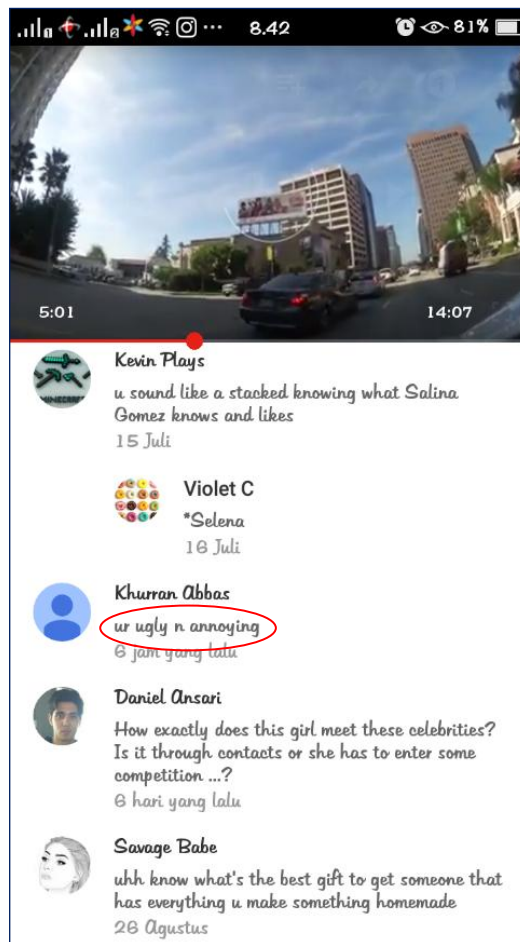 8.42
81%
5:01
14:07
Kevin Plays
u sound like a stacked knowing what Salina
Gomez knows and likes
15 Juli
Violet C
*Selena
16 Juli
Khurran Abbas
ur ugly n annoying
6 jam yang lalu
Daniel Ansari
How exactly does this girl meet these celebrities?
Is it through contacts or she has to enter some
competition ...?
6 hari yang lalu
Savage Babe
uhh know what's the best gift to get someone that
has everything u make something homemade
26 Agustus